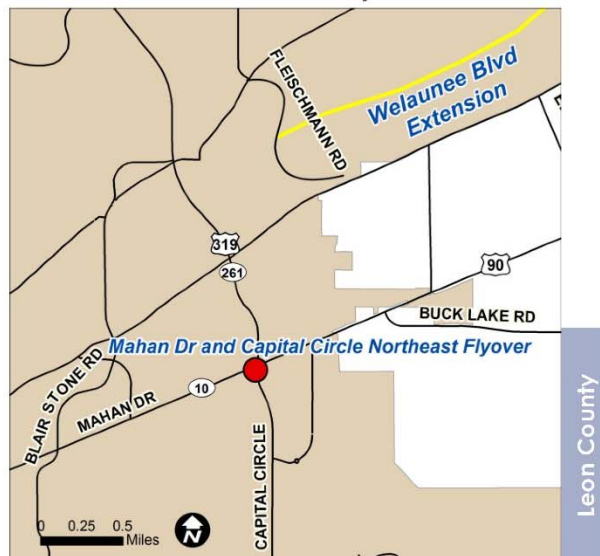 FLEISCHMANN RD
Welaunee Blvd
Extension
319
261
90
BUCK LAKE RD
Mahan Dr and Capital Circle Northeast Flyover
BLAIR STONE RD
MAHAN DR
10
CAPITAL CIRCLE
0 0.25 0.5
Miles
N
Leon County